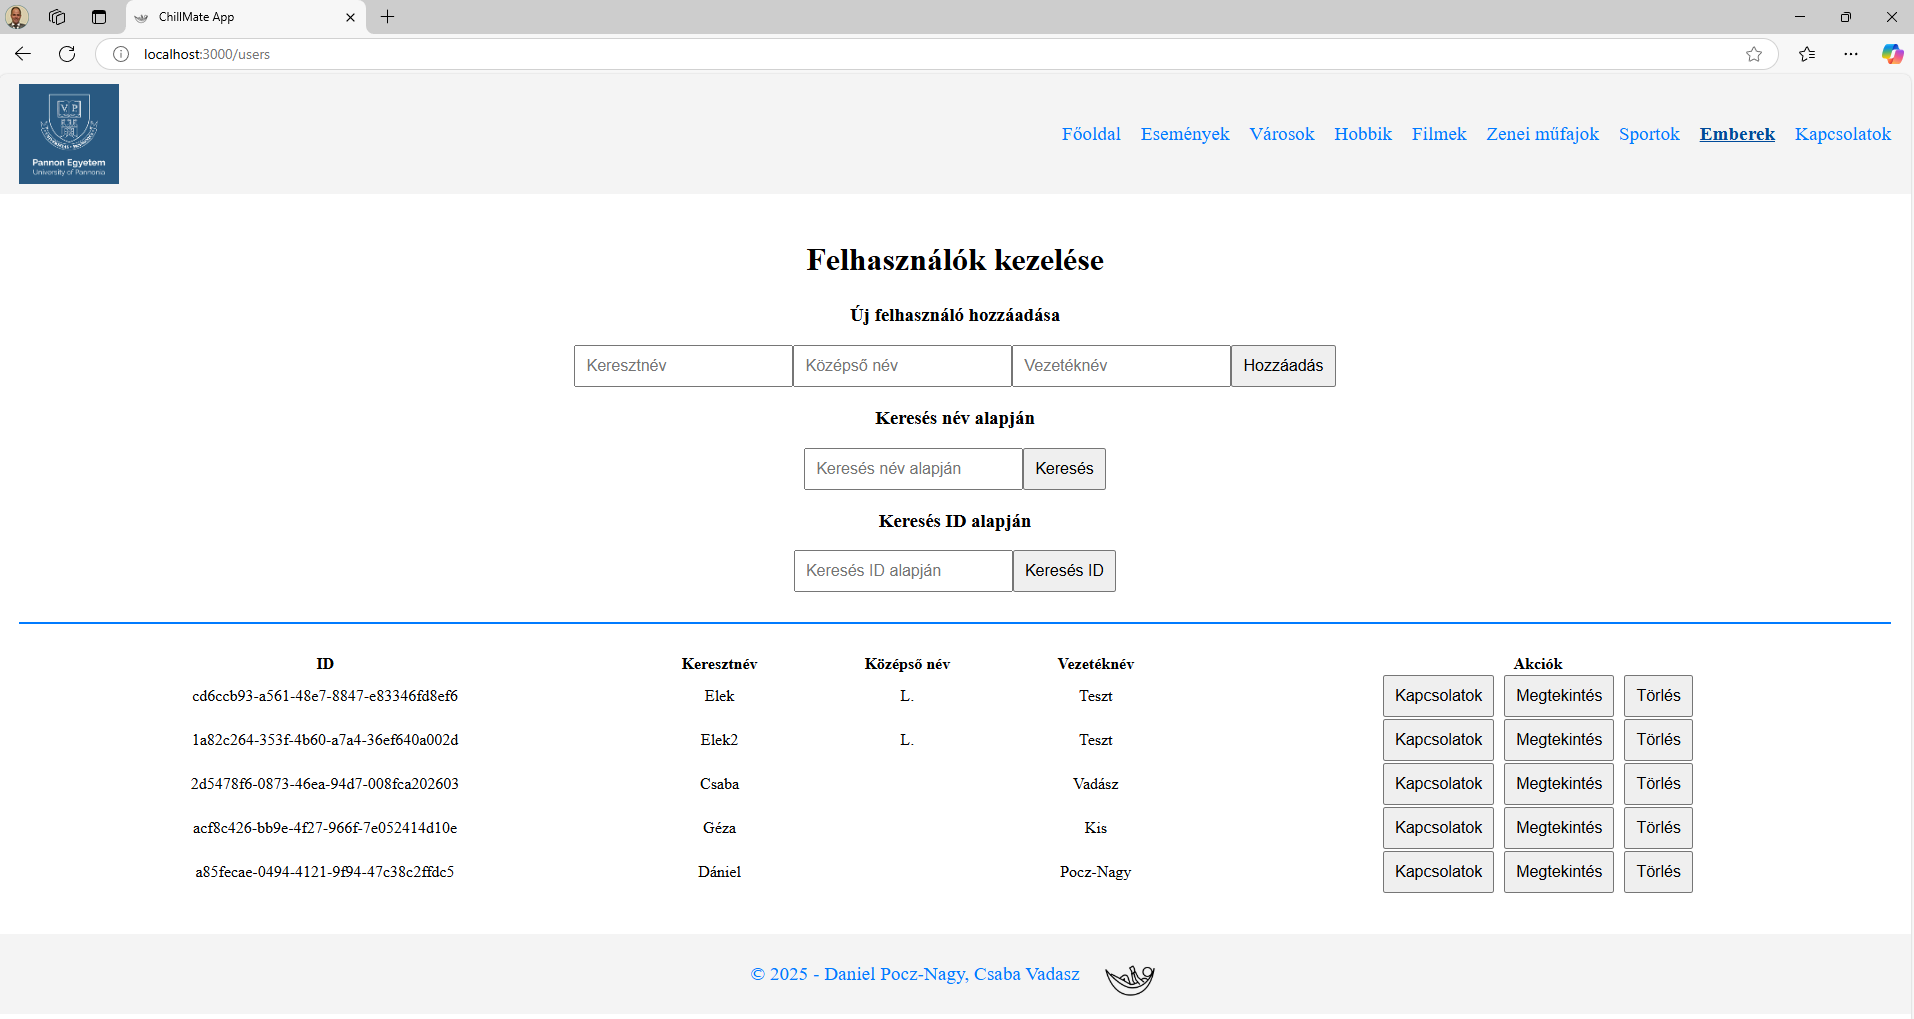 ChillMate App
localhost:3000/users
V P
Pannon Egyetem
University of Pannonia
Főoldal Események Városok Hobbik Filmek Zenei műfajok Sportok Emberek Kapcsolatok
Felhasználók kezelése
Új felhasználó hozzáadása
Keresztnév Középső név Vezetéknév Hozzáadás
Keresés név alapján
Keresés név alapján Keresés
Keresés ID alapján
Keresés ID alapján Keresés ID
ID Keresztnév Középső név Vezetéknév Akciók
cd6ccb93-a561-48e7-8847-e83346fd8ef6 Elek L. Teszt Kapcsolatok Megtekintés Törlés
1a82c264-353f-4b60-a7a4-36ef640a002d Elek2 L. Teszt Kapcsolatok Megtekintés Törlés
2d5478f6-0873-46ea-94d7-008fca202603 Csaba Vadász Kapcsolatok Megtekintés Törlés
acf8c426-bb9e-4f27-966f-7e052414d10e Géza Kis Kapcsolatok Megtekintés Törlés
a85fecae-0494-4121-9f94-47c38c2ffdc5 Dániel Pocz-Nagy Kapcsolatok Megtekintés Törlés
© 2025 - Daniel Pocz-Nagy, Csaba Vadasz